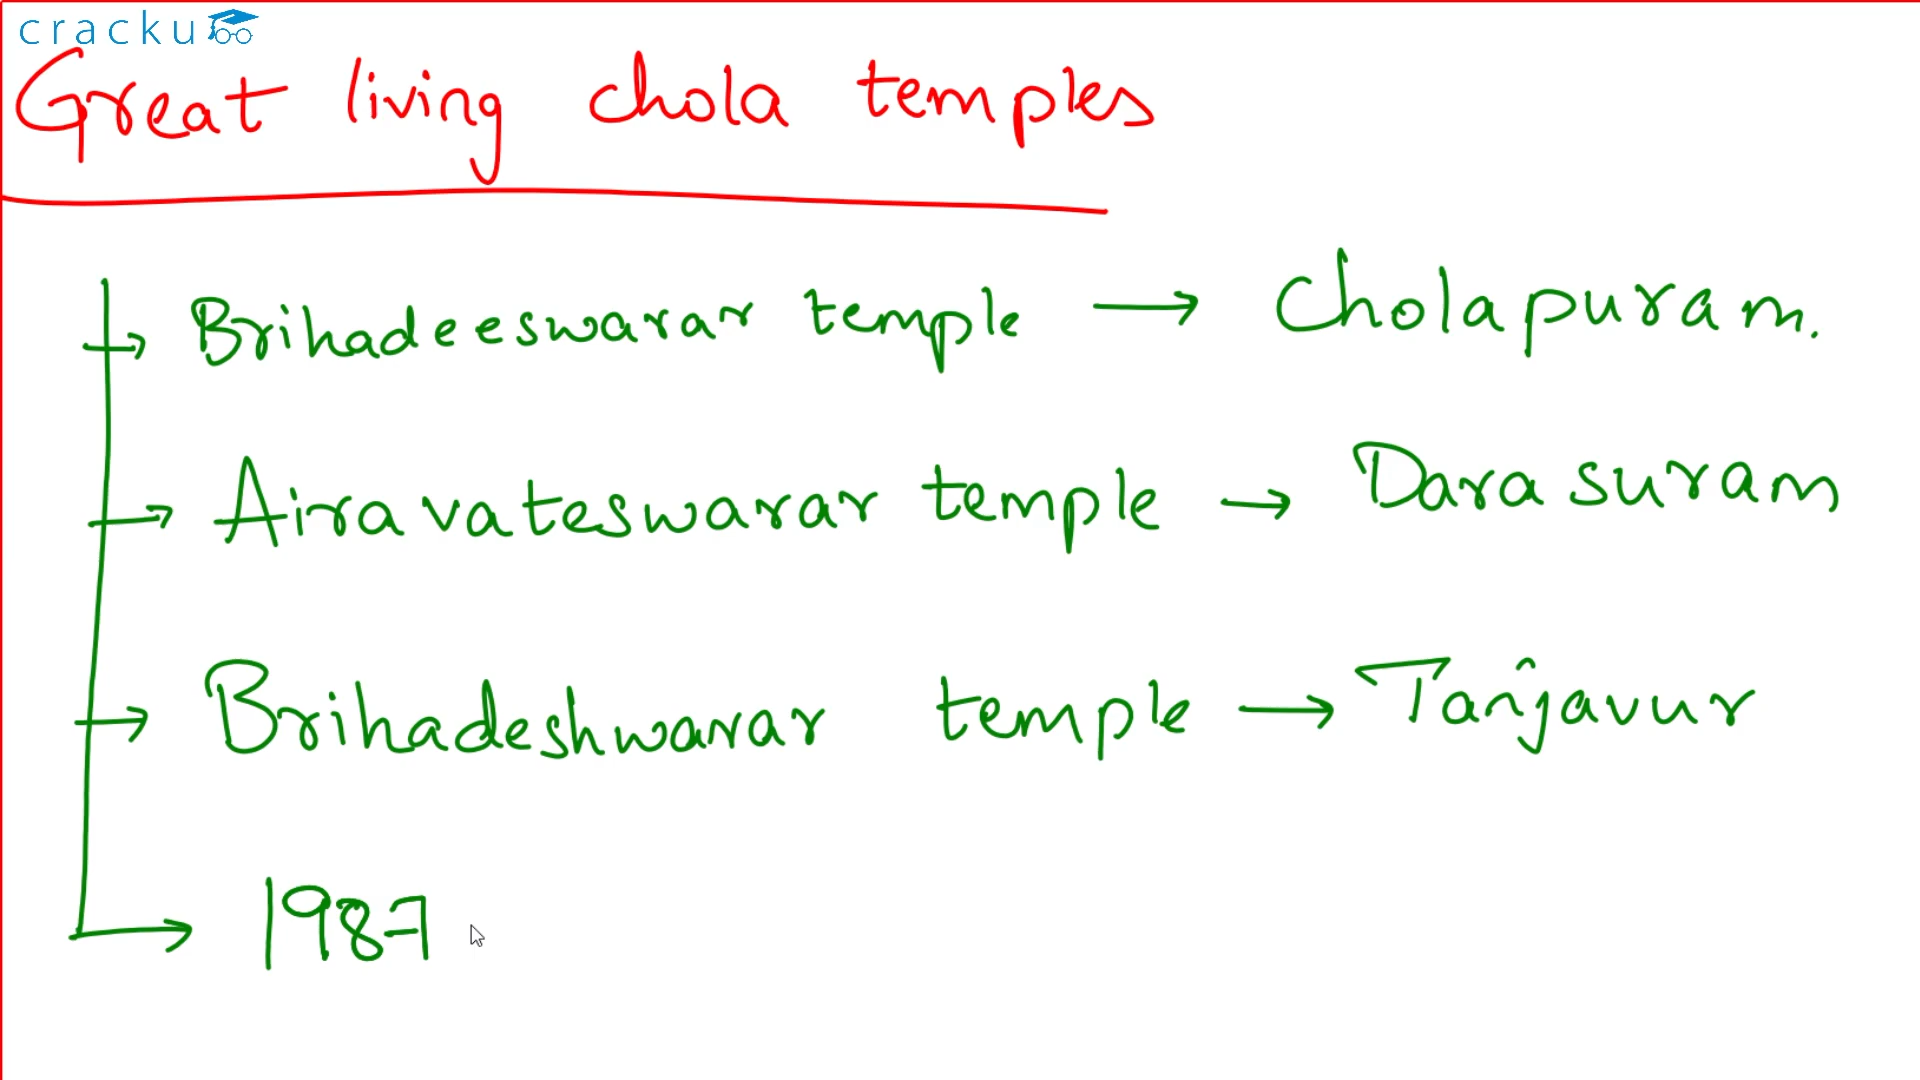 cracku
Great living chola temples
Brihadeeswarar temple → Cholapuram.
Airavateswarar temple → Darasuram
Brihadeshwarar temple → Tanjavur
→ 1987